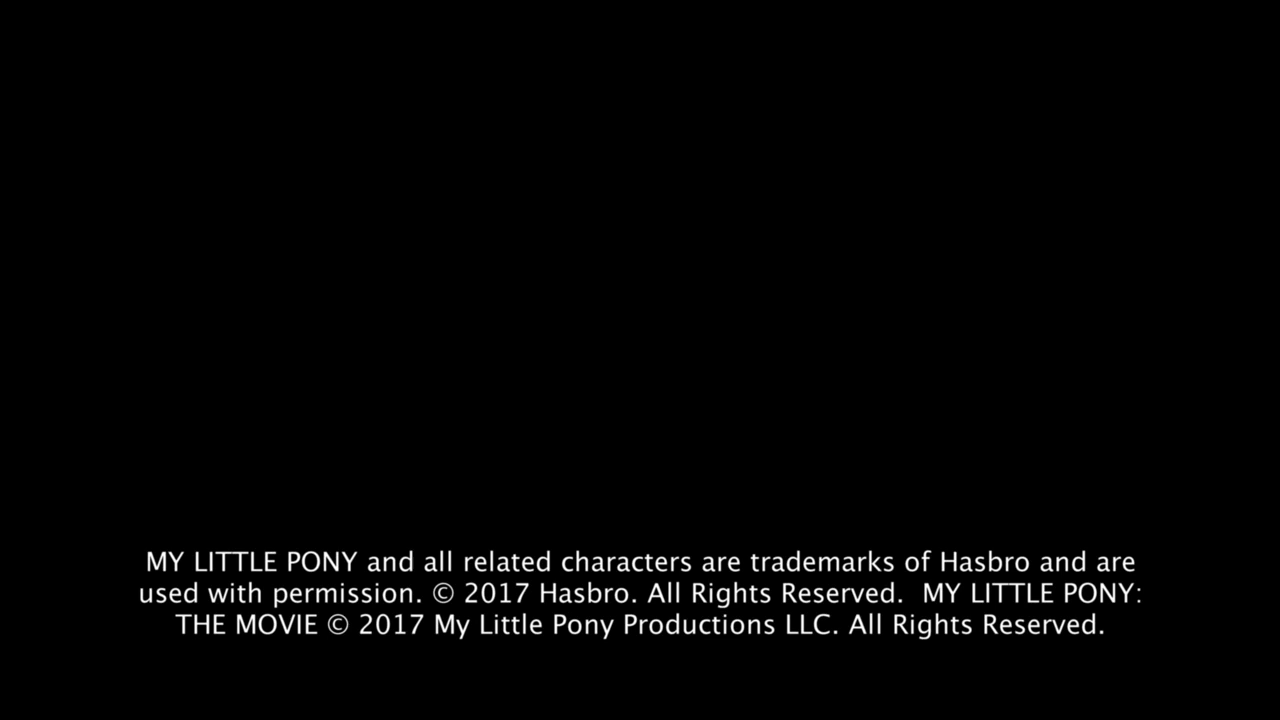 MY LITTLE PONY and all related characters are trademarks of Hasbro and are
used with permission. © 2017 Hasbro. All Rights Reserved.  MY LITTLE PONY:
THE MOVIE © 2017 My Little Pony Productions LLC. All Rights Reserved.